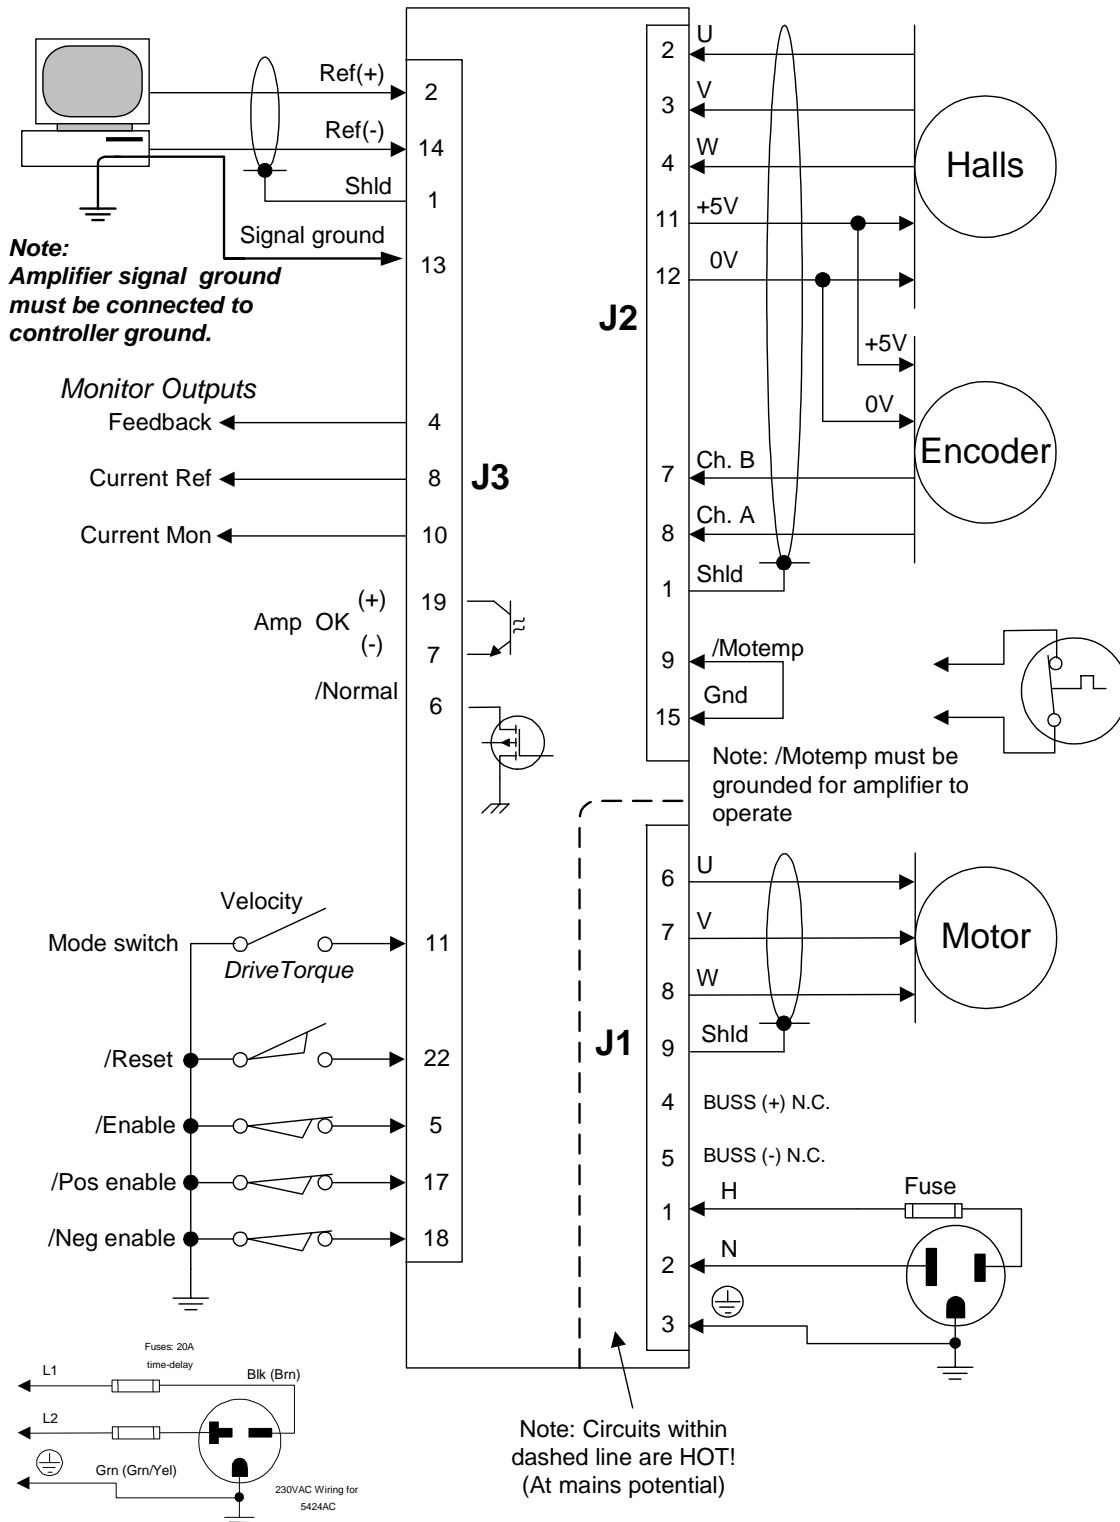 Ref(+)
2
Ref(-)
14
Shld
1
Signal ground
13
Note:
Amplifier signal ground
must be connected to
controller ground.
Monitor Outputs
Feedback
4
Current Ref
8
J3
Current Mon
10
Amp OK
(+)
19
(-)
7
/Normal
6
Velocity
Mode switch
11
DriveTorque
/Reset
22
/Enable
5
/Pos enable
17
/Neg enable
18
J2
2
U
3
V
4
W
Halls
11
+5V
12
0V
+5V
0V
Encoder
7
Ch. B
8
Ch. A
1
Shld
9
/Motemp
Gnd
15
Note: /Motemp must be
grounded for amplifier to
operate
J1
6
U
7
V
Motor
8
W
9
Shld
4
BUSS (+) N.C.
5
BUSS (-) N.C.
1
H
Fuse
2
N
3
Note: Circuits within
dashed line are HOT!
(At mains potential)
Fuses: 20A
time-delay
L1
Blk (Brn)
L2
Grn (Grn/Yel)
230VAC Wiring for
5424AC